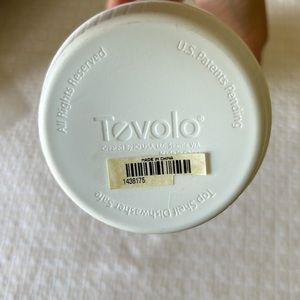 All Rights Reserved
U.S. Patents Pending
Tovolo®
MADE IN CHINA
1438175
Top Shelf Dishwasher Safe